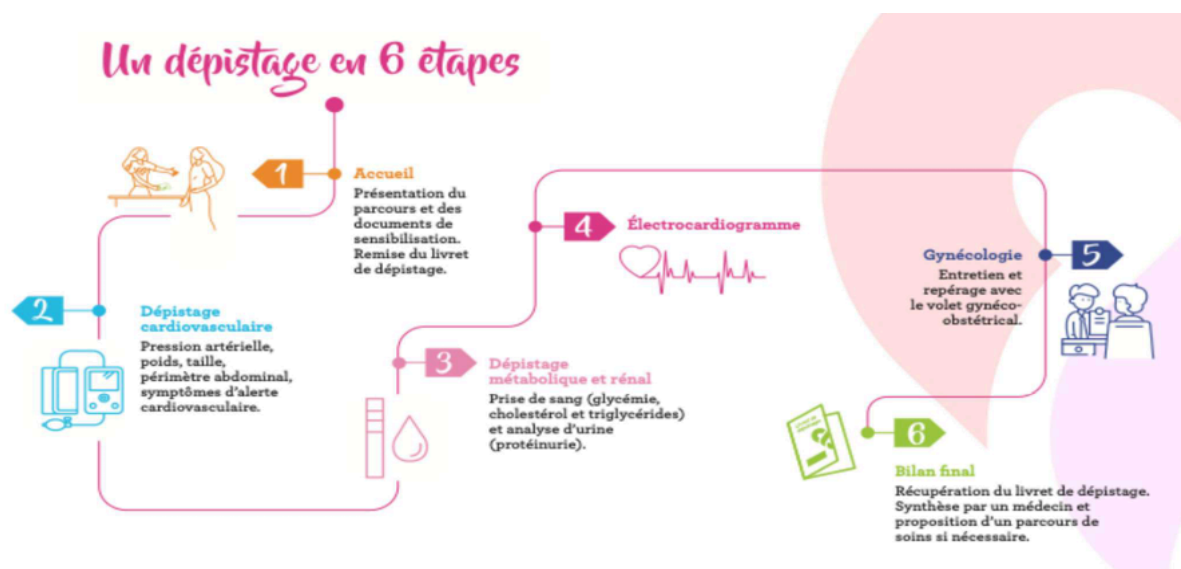 Un dépistage en 6 étapes
1
Accueil
Présentation du
parcours et des
documents de
sensibilisation.
Remise du livret
de dépistage.
2
Dépistage
cardiovasculaire
Pression artérielle,
poids, taille,
périmètre abdominal,
symptômes d'alerte
cardiovasculaire.
3
Dépistage
métabolique et rénal
Prise de sang (glycémie,
cholestérol et triglycérides)
et analyse d'urine
(protéinurie).
4
Électrocardiogramme
5
Gynécologie
Entretien et
repérage avec
le volet gynéco-
obstétrical.
6
Bilan final
Récupération du livret de dépistage.
Synthèse par un médecin et
proposition d'un parcours de
soins si nécessaire.